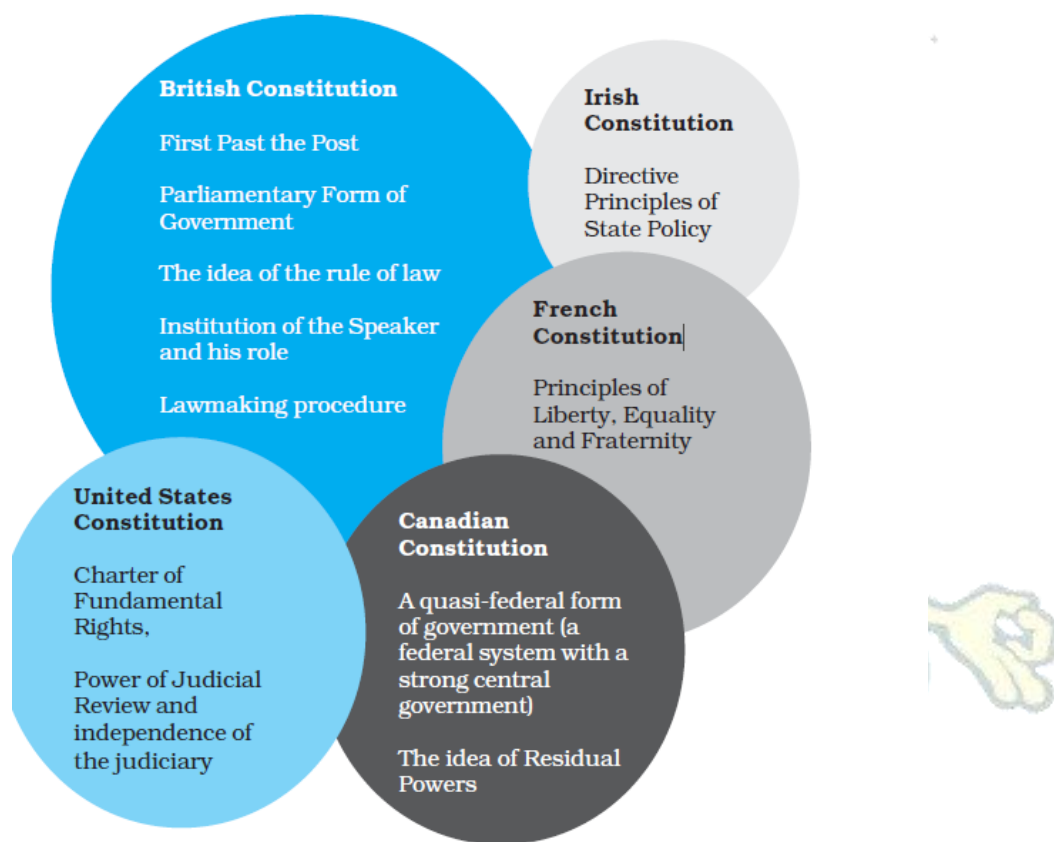 British Constitution
First Past the Post
Parliamentary Form of
Government
The idea of the rule of law
Institution of the Speaker
and his role
Lawmaking procedure
Irish
Constitution
Directive
Principles of
State Policy
French
Constitution
Principles of
Liberty, Equality
and Fraternity
United States
Constitution
Charter of
Fundamental
Rights,
Power of Judicial
Review and
independence of
the judiciary
Canadian
Constitution
A quasi-federal form
of government (a
federal system with a
strong central
government)
The idea of Residual
Powers